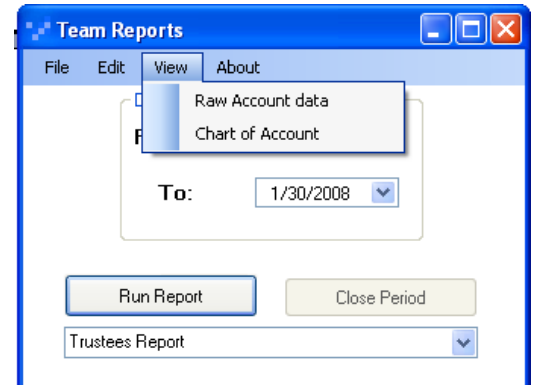 Team Reports
File Edit View About
Raw Account data
Chart of Account
To: 1/30/2008
Run Report Close Period
Trustees Report